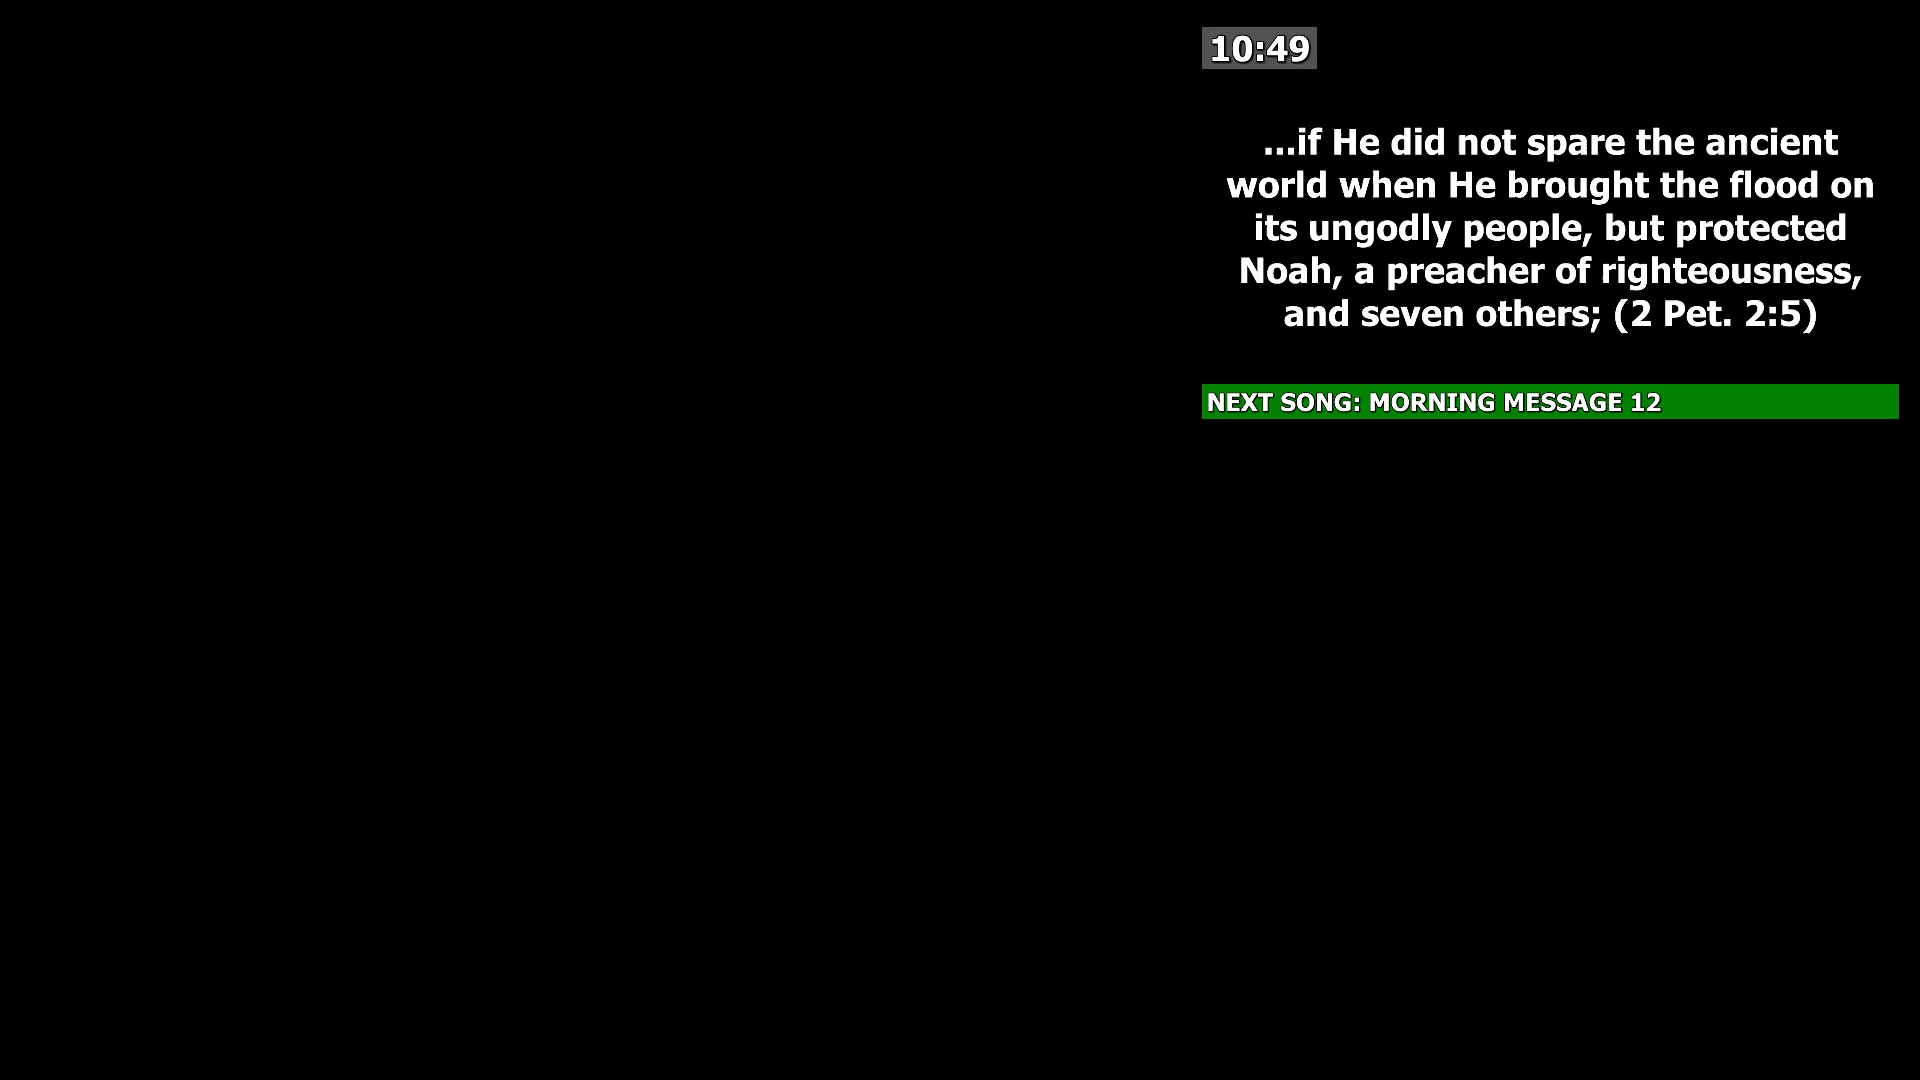 10:49
...if He did not spare the ancient
world when He brought the flood on
its ungodly people, but protected
Noah, a preacher of righteousness,
and seven others; (2 Pet. 2:5)
NEXT SONG: MORNING MESSAGE 12